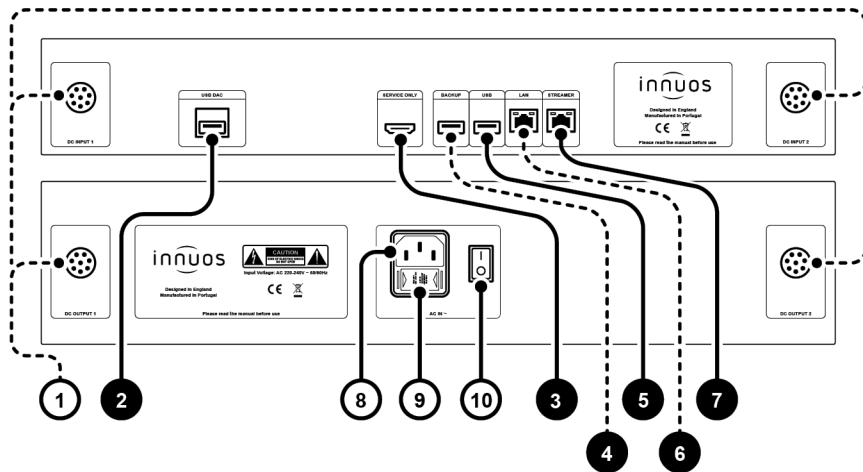 USB DAC
SERVICE ONLY
BACKUP
USB
LAN
STREAMER
DC INPUT 1
innuos
Designed in England
Manufactured in Portugal
CE
Please read the manual before use
DC INPUT 2
innuos
CAUTION
Input Voltage: AC 220-240V ~ 50/60Hz
Designed in England
Manufactured in Portugal
CE
Please read the manual before use
DC OUTPUT 1
AC IN ~
DC OUTPUT 2
1
2
8
9
10
3
5
7
4
6